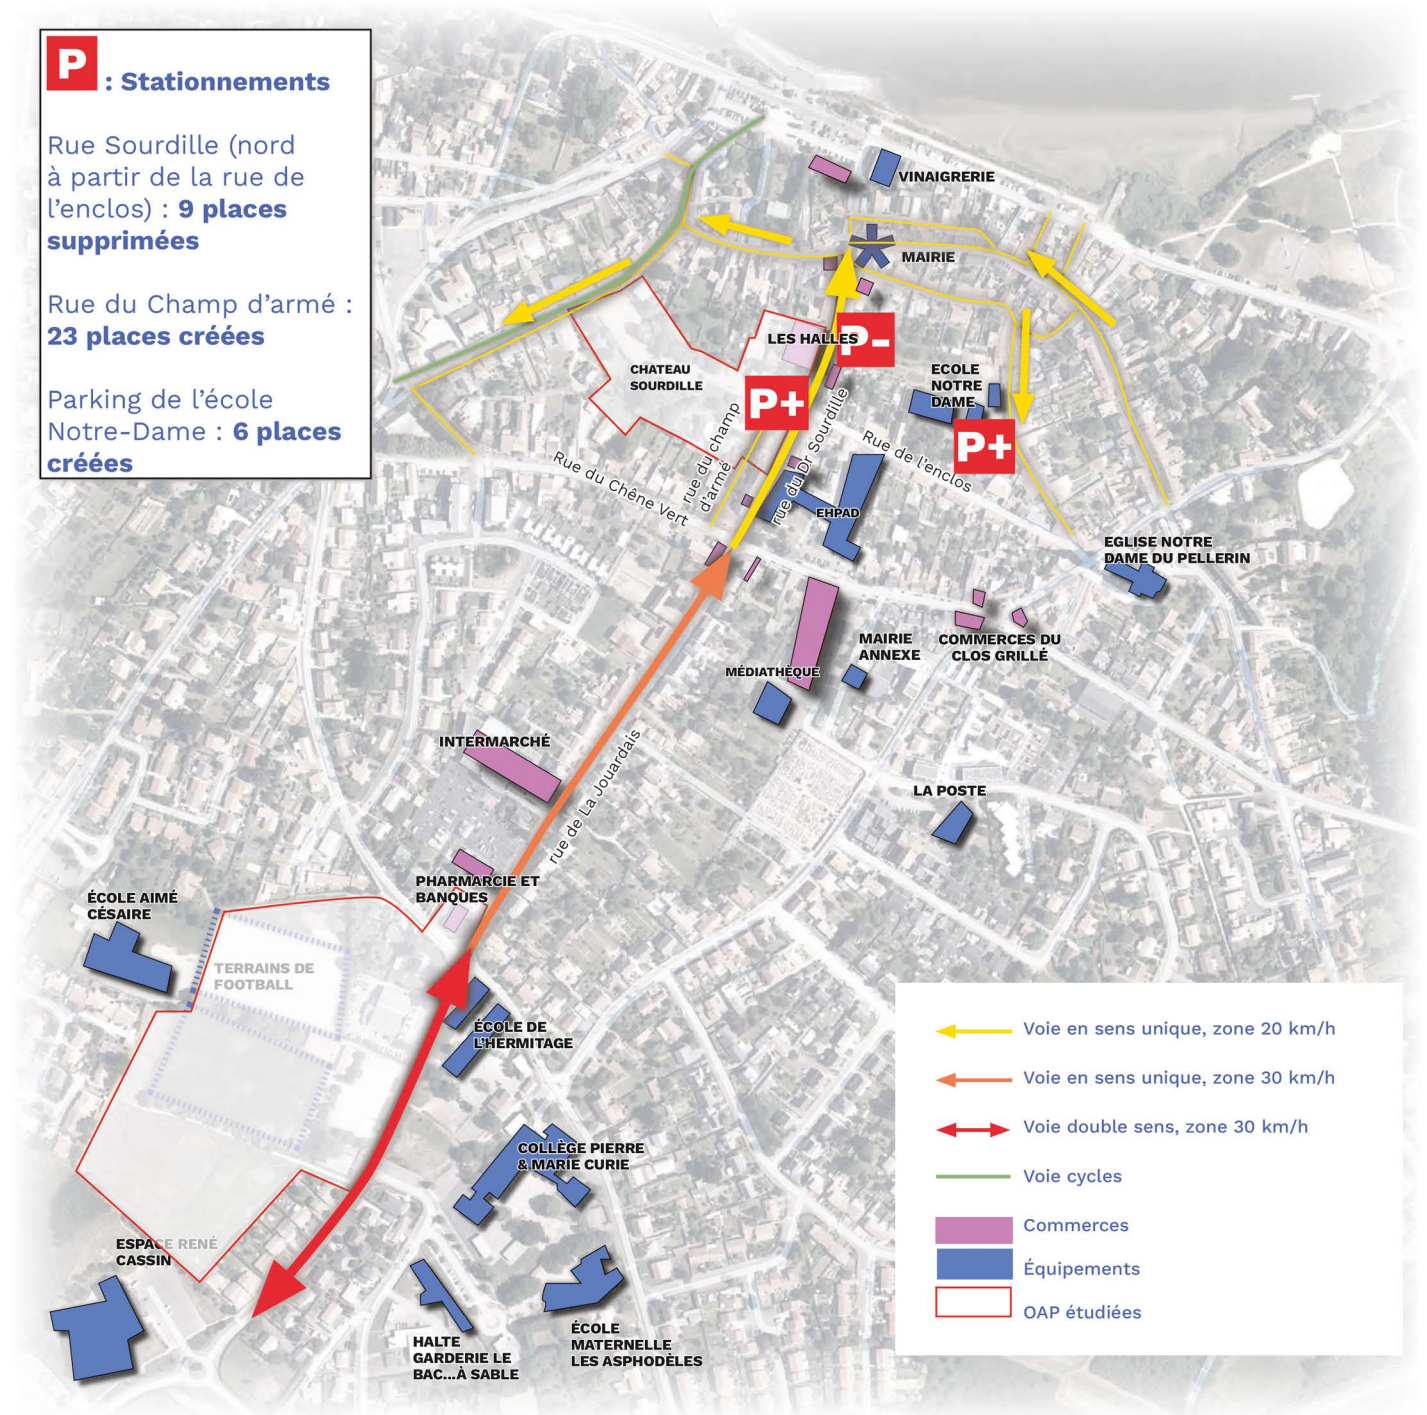 P : Stationnements
Rue Sourdille (nord
à partir de la rue de
l’enclos) : 9 places
supprimées
Rue du Champ d’armé :
23 places créées
Parking de l’école
Notre-Dame : 6 places
créées
VINAIGRERIE
MAIRIE
LES HALLES
P-
CHATEAU
SOURDILLE
P+
ECOLE
NOTRE
DAME
P+
rue du champ
d'armé
rue du Dr Sourdille
Rue de l'enclos
Rue du Chêne Vert
EHPAD
EGLISE NOTRE
DAME DU PELLERIN
MAIRIE
ANNEXE
COMMERCES DU
CLOS GRILLÉ
MÉDIATHÈQUE
INTERMARCHÉ
rue de La Jouardais
LA POSTE
PHARMARCIE ET
BANQUES
ÉCOLE AIMÉ
CÉSAIRE
TERRAINS DE
FOOTBALL
ÉCOLE DE
L'HERMITAGE
COLLÈGE PIERRE
& MARIE CURIE
ESPACE RENÉ
CASSIN
HALTE
GARDERIE LE
BAC...À SABLE
ÉCOLE
MATERNELLE
LES ASPHODÈLES
Voie en sens unique, zone 20 km/h
Voie en sens unique, zone 30 km/h
Voie double sens, zone 30 km/h
Voie cycles
Commerces
Équipements
OAP étudiées